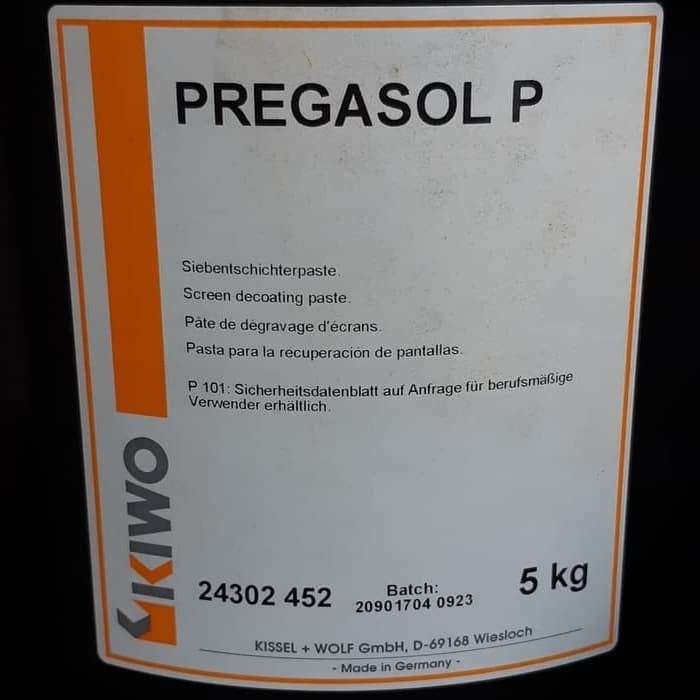 PREGASOL P
Siebentschichterpaste.
Screen decoating paste.
Pâte de dégravage d'écrans.
Pasta para la recuperación de pantallas.
P 101: Sicherheitsdatenblatt auf Anfrage für berufsmäßige
Verwender erhältlich.
KIWO
24302 452
Batch:
20901704 0923
5 kg
KISSEL + WOLF GmbH, D-69168 Wiesloch
- Made in Germany -